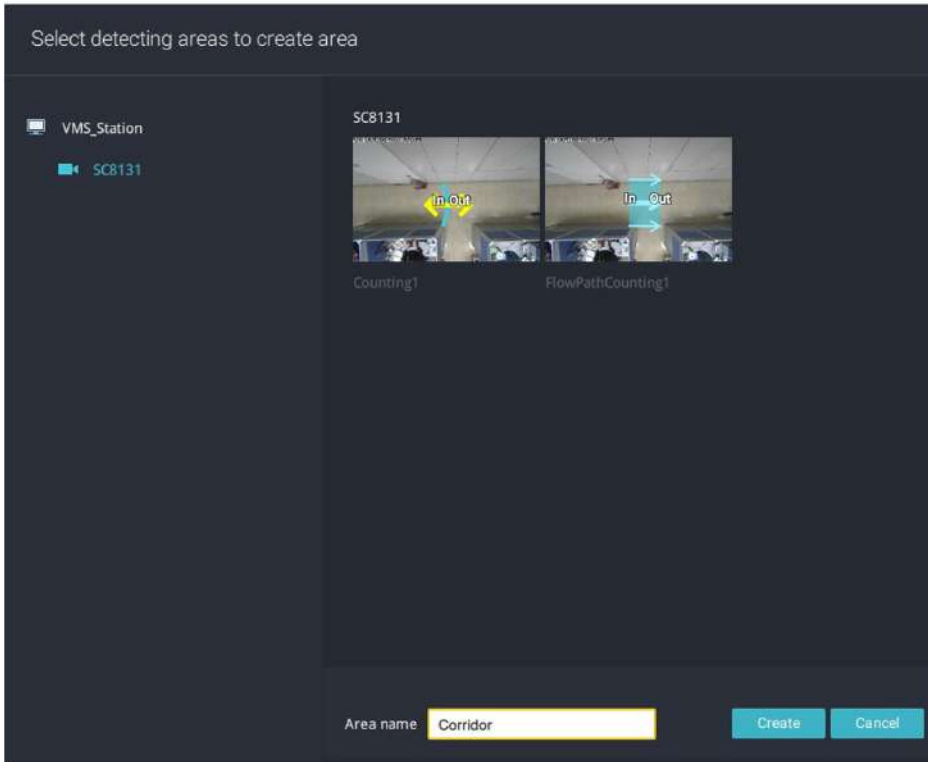 Select detecting areas to create area
VMS_Station
SC8131
SC8131
In Out
In Out
Counting1
FlowPathCounting1
Area name
Corridor
Create
Cancel